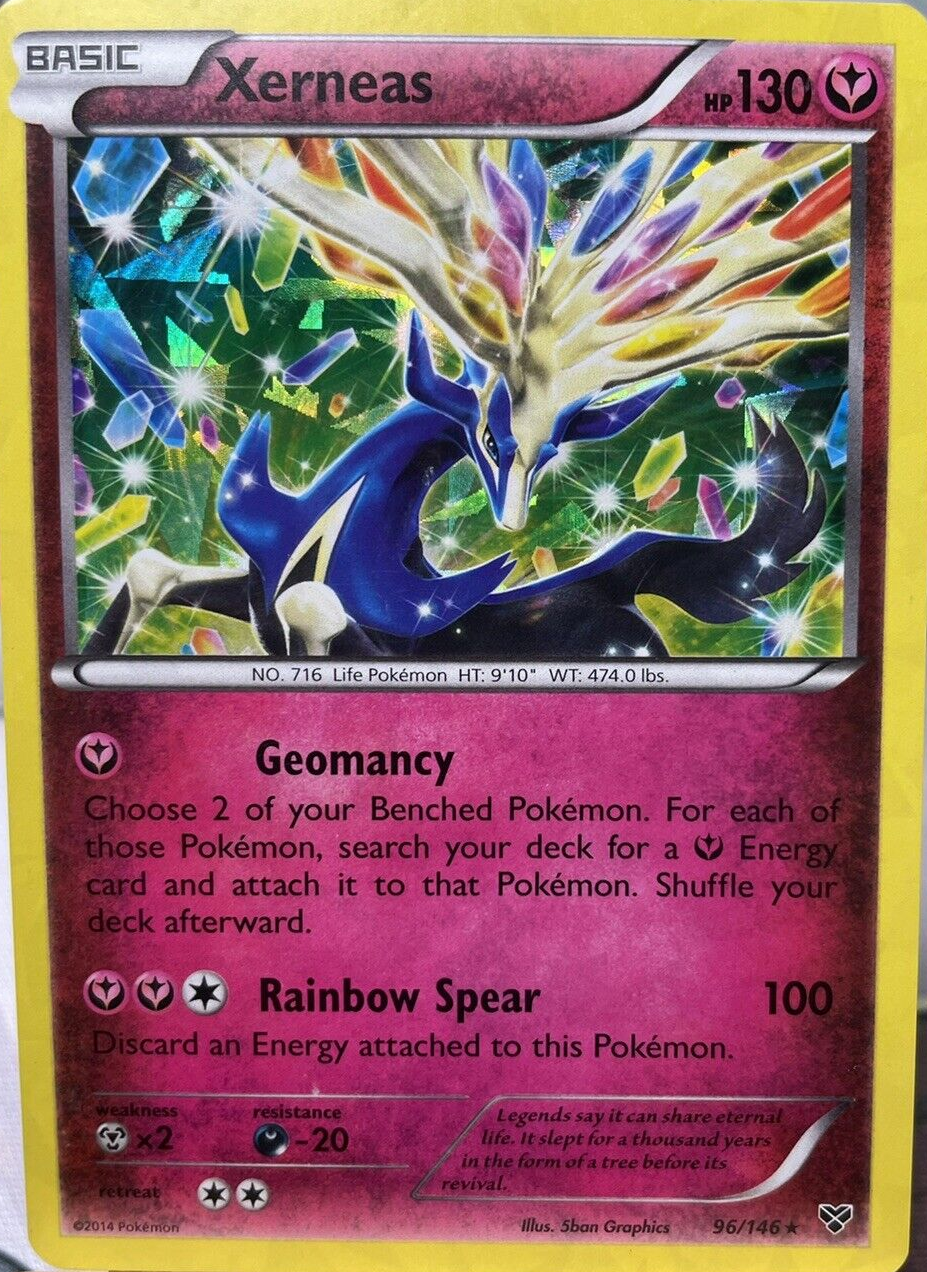 BASIC
Xerneas
HP 130
NO. 716 Life Pokémon HT: 9'10" WT: 474.0 lbs.
Geomancy
Choose 2 of your Benched Pokémon. For each of
those Pokémon, search your deck for a Energy
card and attach it to that Pokémon. Shuffle your
deck afterward.
Rainbow Spear 100
Discard an Energy attached to this Pokémon.
weakness resistance
×2 -20
retreat
Legends say it can share eternal
life. It slept for a thousand years
in the form of a tree before its
revival.
©2014 Pokémon Illus. 5ban Graphics 96/146 ★